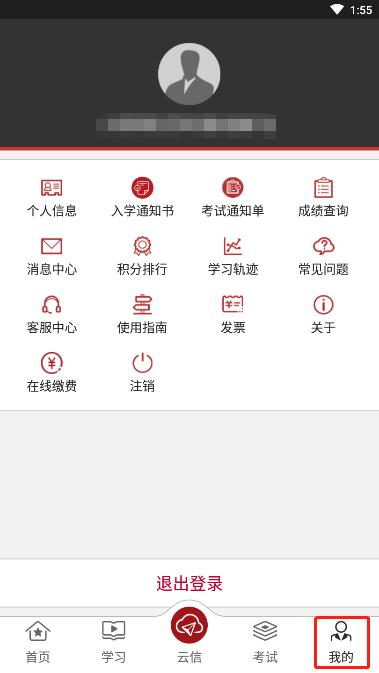 1:55
个人信息 入学通知书 考试通知单 成绩查询
消息中心 积分排行 学习轨迹 常见问题
客服中心 使用指南 发票 关于
在线缴费 注销
退出登录
首页 学习 云信 考试 我的